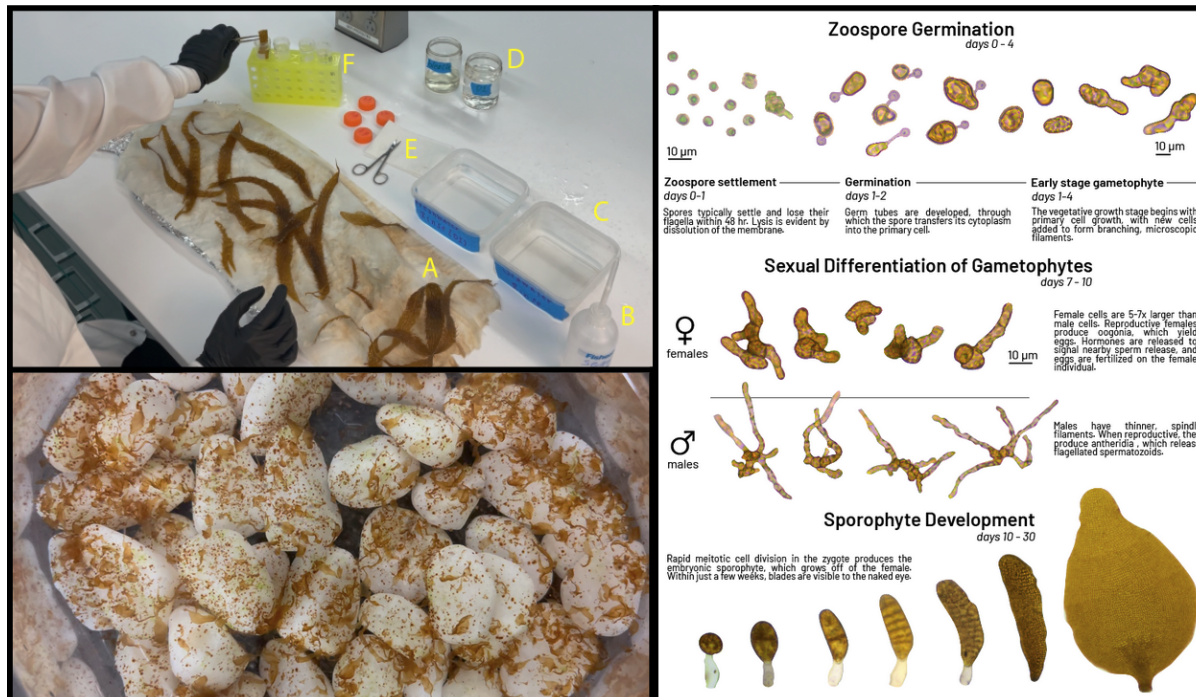 F
D
E
C
A
B
Fisher
Zoospore Germination
days 0 - 4
10 µm
10 µm
Zoospore settlement
days 0-1
Spores typically settle and lose their
flagella within 48 hr. Lysis is evident by
dissolution of the membrane.
Germination
days 1-2
Germ tubes are developed, through
which the spore transfers its cytoplasm
into the primary cell.
Early stage gametophyte
days 1-4
The vegetative growth stage begins with
primary cell growth, with new cells
added to form branching, microscopic
filaments.
Sexual Differentiation of Gametophytes
days 7 - 10
♀
females
10 µm
Female cells are 5-7x larger than
male cells. Reproductive females
produce oogonia, which yield
eggs. Hormones are released to
signal nearby sperm release, and
eggs are fertilized on the female
individual.
♂
males
Males have thinner, spindl
filaments. When reproductive, the
produce antheridia , which releas
flagellated spermatozoids.
Sporophyte Development
days 10 - 30
Rapid meitotic cell division in the zygote produces the
embryonic sporophyte, which grows off of the female.
Within just a few weeks, blades are visible to the naked eye.